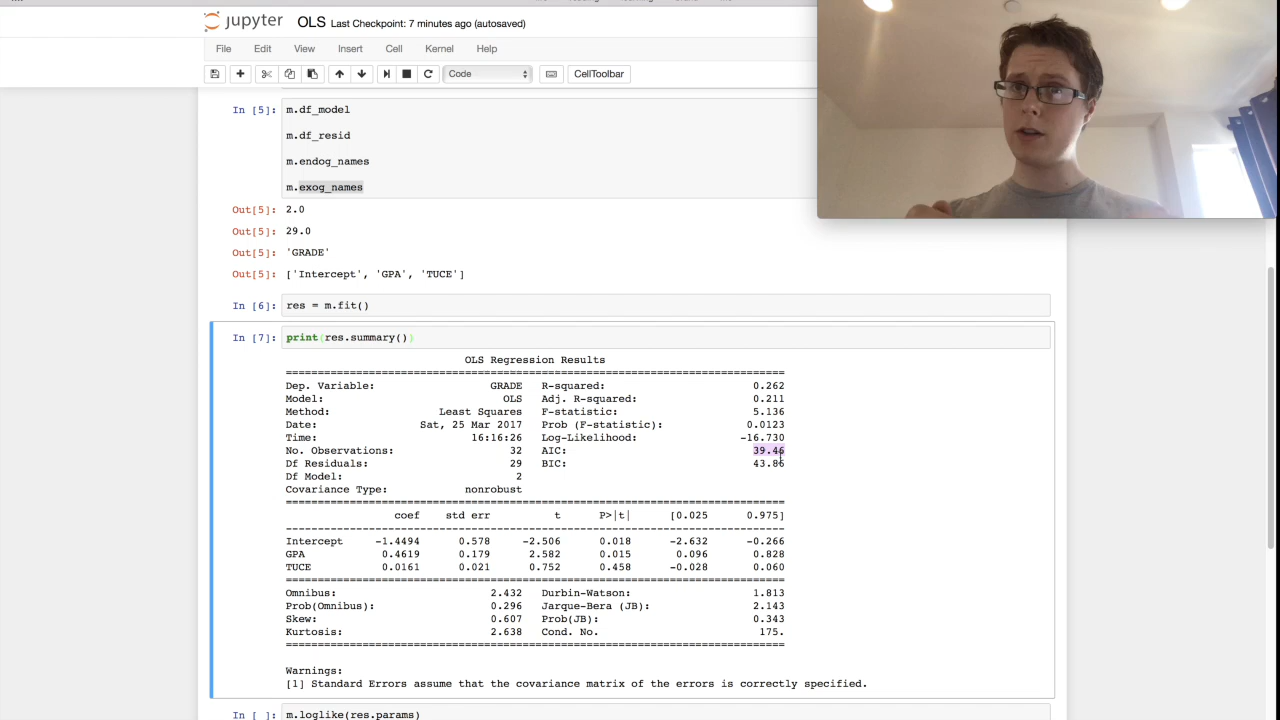 jupyter OLS Last Checkpoint: 7 minutes ago (autosaved)
File Edit View Insert Cell Kernel Help
Code CellToolbar
In [5]: m.df_model
m.df_resid
m.endog_names
m.exog_names
Out[5]: 2.0
Out[5]: 29.0
Out[5]: 'GRADE'
Out[5]: ['Intercept', 'GPA', 'TUCE']
In [6]: res = m.fit()
In [7]: print(res.summary())
OLS Regression Results
==============================================================================
Dep. Variable: GRADE R-squared: 0.262
Model: OLS Adj. R-squared: 0.211
Method: Least Squares F-statistic: 5.136
Date: Sat, 25 Mar 2017 Prob (F-statistic): 0.0123
Time: 16:16:26 Log-Likelihood: -16.730
No. Observations: 32 AIC: 39.46
Df Residuals: 29 BIC: 43.86
Df Model: 2
Covariance Type: nonrobust
==============================================================================
coef std err t P>|t| [0.025 0.975]
------------------------------------------------------------------------------
Intercept -1.4494 0.578 -2.506 0.018 -2.632 -0.266
GPA 0.4619 0.179 2.582 0.015 0.096 0.828
TUCE 0.0161 0.021 0.752 0.458 -0.028 0.060
==============================================================================
Omnibus: 2.432 Durbin-Watson: 1.813
Prob(Omnibus): 0.296 Jarque-Bera (JB): 2.143
Skew: 0.607 Prob(JB): 0.343
Kurtosis: 2.638 Cond. No. 175.
==============================================================================
Warnings:
[1] Standard Errors assume that the covariance matrix of the errors is correctly specified.
In [ ]: m.loglike(res.params)